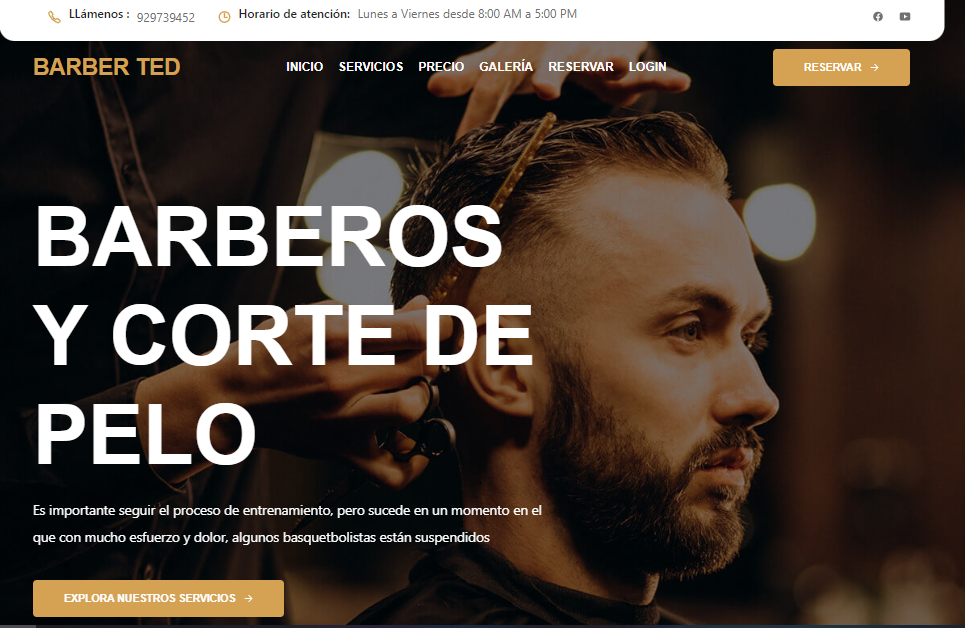 LLámenos : 929739452 Horario de atención: Lunes a Viernes desde 8:00 AM a 5:00 PM
BARBER TED INICIO SERVICIOS PRECIO GALERÍA RESERVAR LOGIN RESERVAR →
BARBEROS
Y CORTE DE
PELO
Es importante seguir el proceso de entrenamiento, pero sucede en un momento en el
que con mucho esfuerzo y dolor, algunos basquetbolistas están suspendidos
EXPLORA NUESTROS SERVICIOS →